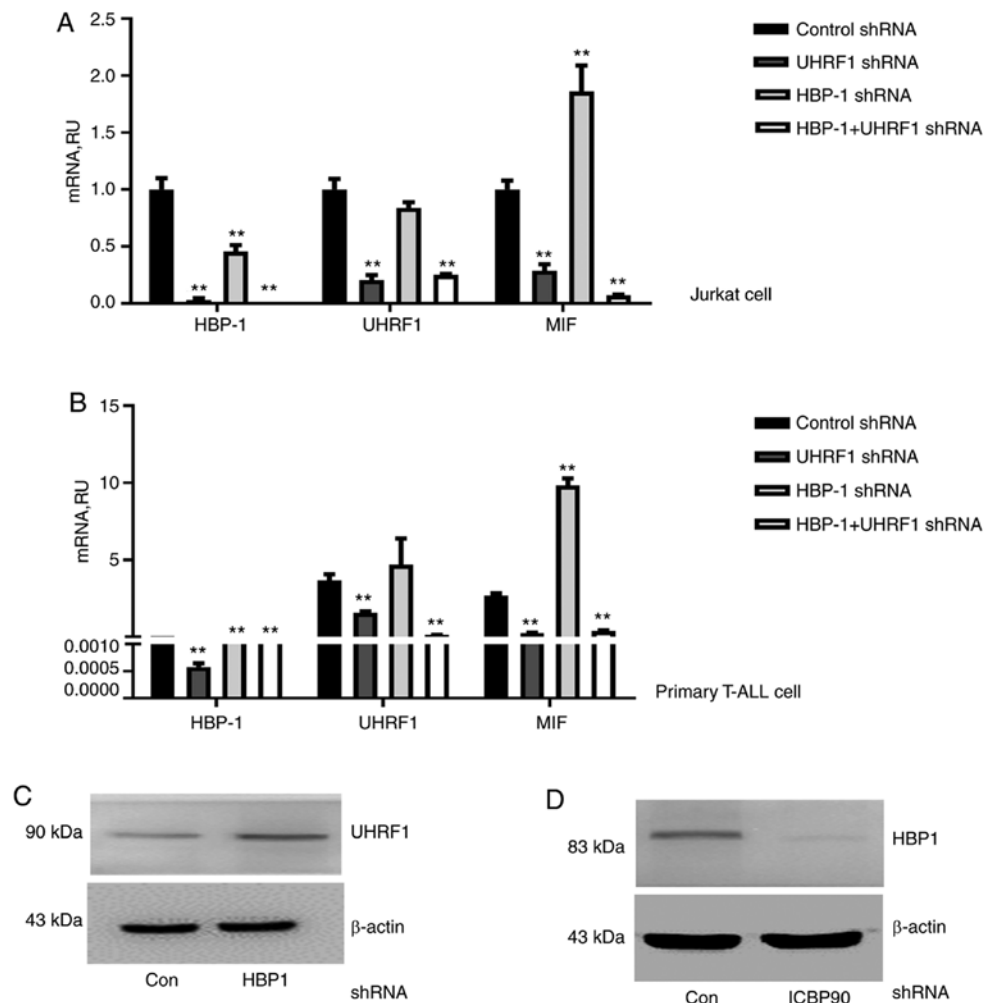 A
2.5
2.0
1.5
1.0
0.5
0.0
mRNA,RU
** ** **
** **
** ** **
HBP-1 UHRF1 MIF
Jurkat cell
Control shRNA
UHRF1 shRNA
HBP-1 shRNA
HBP-1+UHRF1 shRNA
B
15
10
5
0.0010
0.0005
0.0000
mRNA,RU
** ** **
** **
** ** **
HBP-1 UHRF1 MIF
Primary T-ALL cell
Control shRNA
UHRF1 shRNA
HBP-1 shRNA
HBP-1+UHRF1 shRNA
C
90 kDa UHRF1
43 kDa β-actin
Con HBP1 shRNA
D
83 kDa HBP1
43 kDa β-actin
Con ICBP90 shRNA